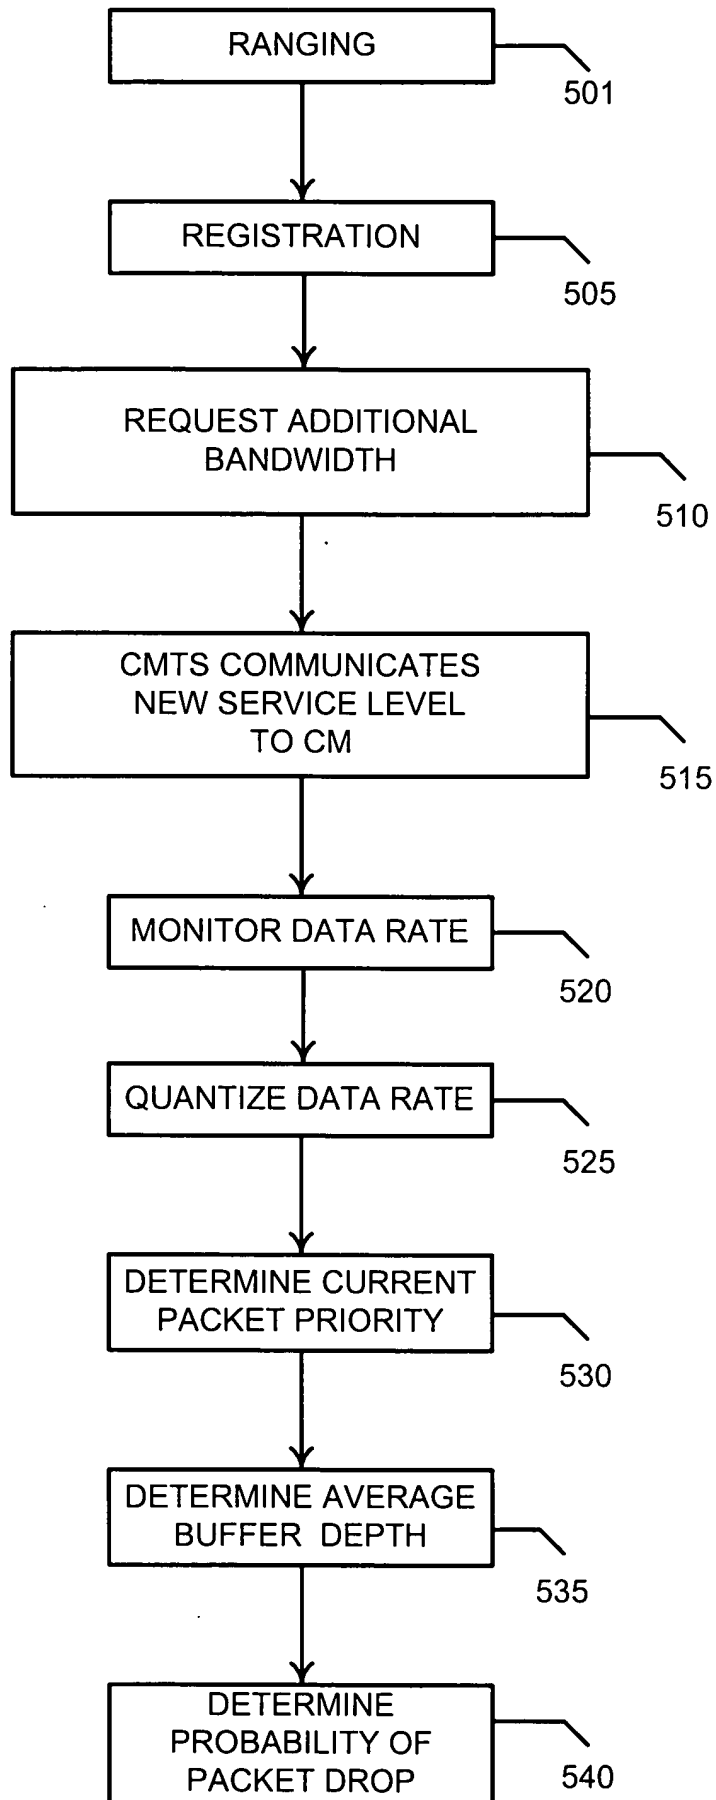 RANGING
501
REGISTRATION
505
REQUEST ADDITIONAL
BANDWIDTH
510
CMTS COMMUNICATES
NEW SERVICE LEVEL
TO CM
515
MONITOR DATA RATE
520
QUANTIZE DATA RATE
525
DETERMINE CURRENT
PACKET PRIORITY
530
DETERMINE AVERAGE
BUFFER DEPTH
535
DETERMINE
PROBABILITY OF
PACKET DROP
540